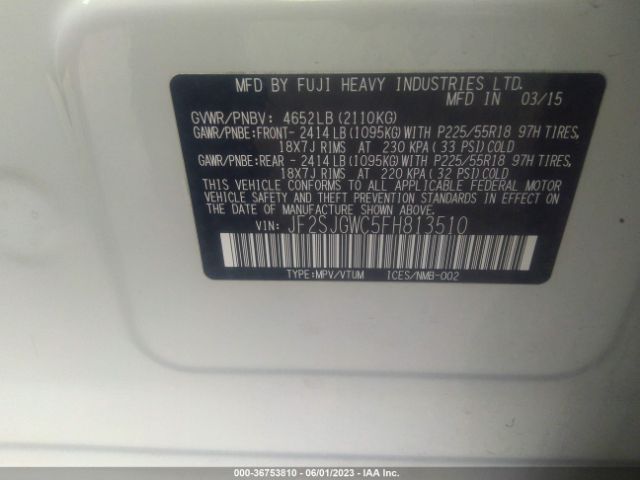 MFD BY FUJI HEAVY INDUSTRIES LTD.
MFD IN 03/15
GVWR/PNBV: 4652LB (2110KG)
GAWR/PNBE:FRONT- 2414 LB (1095KG) WITH P225/55R18 97H TIRES,
18X7J RIMS AT 230 KPA (33 PSI) COLD
GAWR/PNBE:REAR - 2414 LB (1095KG) WITH P225/55R18 97H TIRES,
18X7J RIMS AT 220 KPA (32 PSI) COLD
THIS VEHICLE CONFORMS TO ALL APPLICABLE FEDERAL MOTOR
VEHICLE SAFETY AND THEFT PREVENTION STANDARDS IN EFFECT
ON THE DATE OF MANUFACTURE SHOWN ABOVE.
VIN: JF2SJGWC5FH813510
TYPE:MPV/VTUM ICES/NMB-002
000-36753810 - 06/01/2023 - IAA Inc.